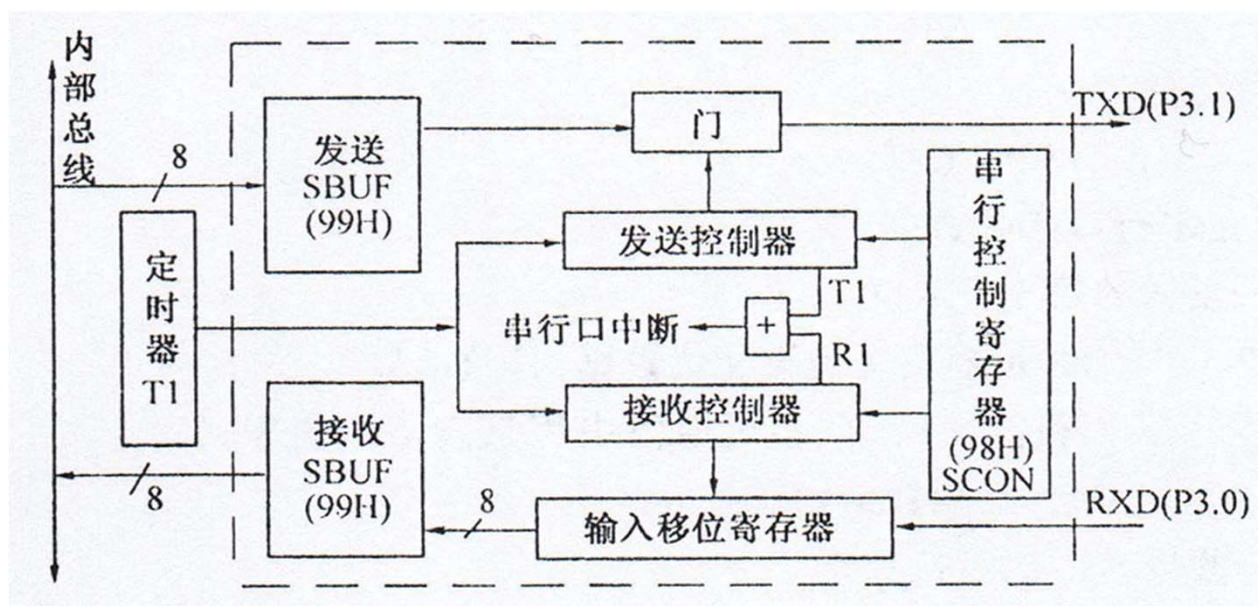 内部总线
8
发送
SBUF
(99H)
门
TXD(P3.1)
定时器
T1
发送控制器
T1
串行口中断
+
R1
接收控制器
串行控制寄存器
(98H)
SCON
接收
SBUF
(99H)
8
8
输入移位寄存器
RXD(P3.0)